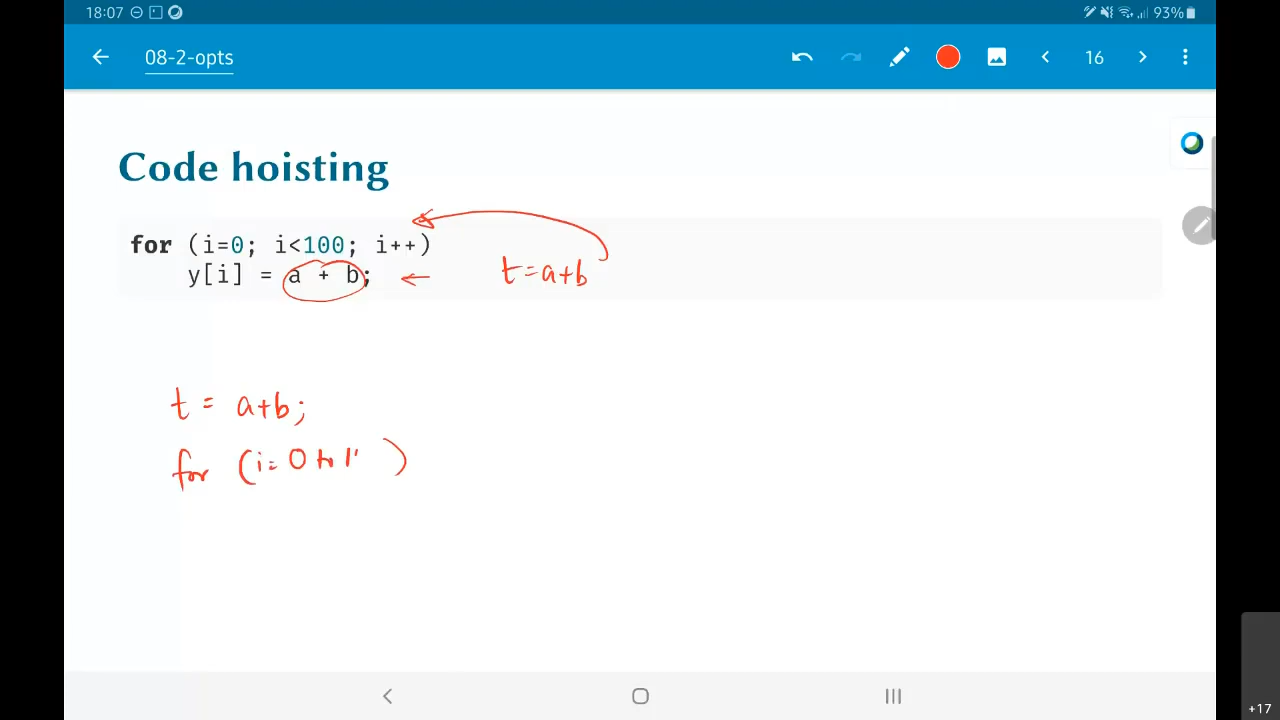 18:07
93%
08-2-opts
16
Code hoisting
for (i=0; i<100; i++)
y[i] = a + b;
t=a+b
t = a+b;
for (i= 0 to )
+17